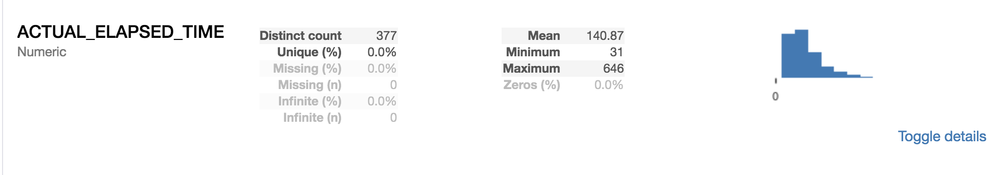 ACTUAL_ELAPSED_TIME
Numeric
Distinct count 377
Unique (%) 0.0%
Missing (%) 0.0%
Missing (n) 0
Infinite (%) 0.0%
Infinite (n) 0
Mean 140.87
Minimum 31
Maximum 646
Zeros (%) 0.0%
0
Toggle details